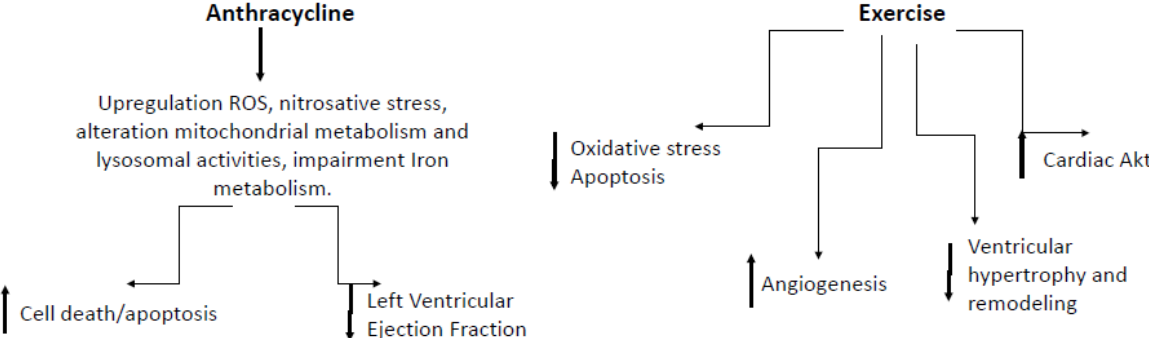 Anthracycline
Upregulation ROS, nitrosative stress,
alteration mitochondrial metabolism and
lysosomal activities, impairment Iron
metabolism.
Cell death/apoptosis
Left Ventricular
Ejection Fraction
Exercise
Oxidative stress
Apoptosis
Angiogenesis
Ventricular
hypertrophy and
remodeling
Cardiac Akt